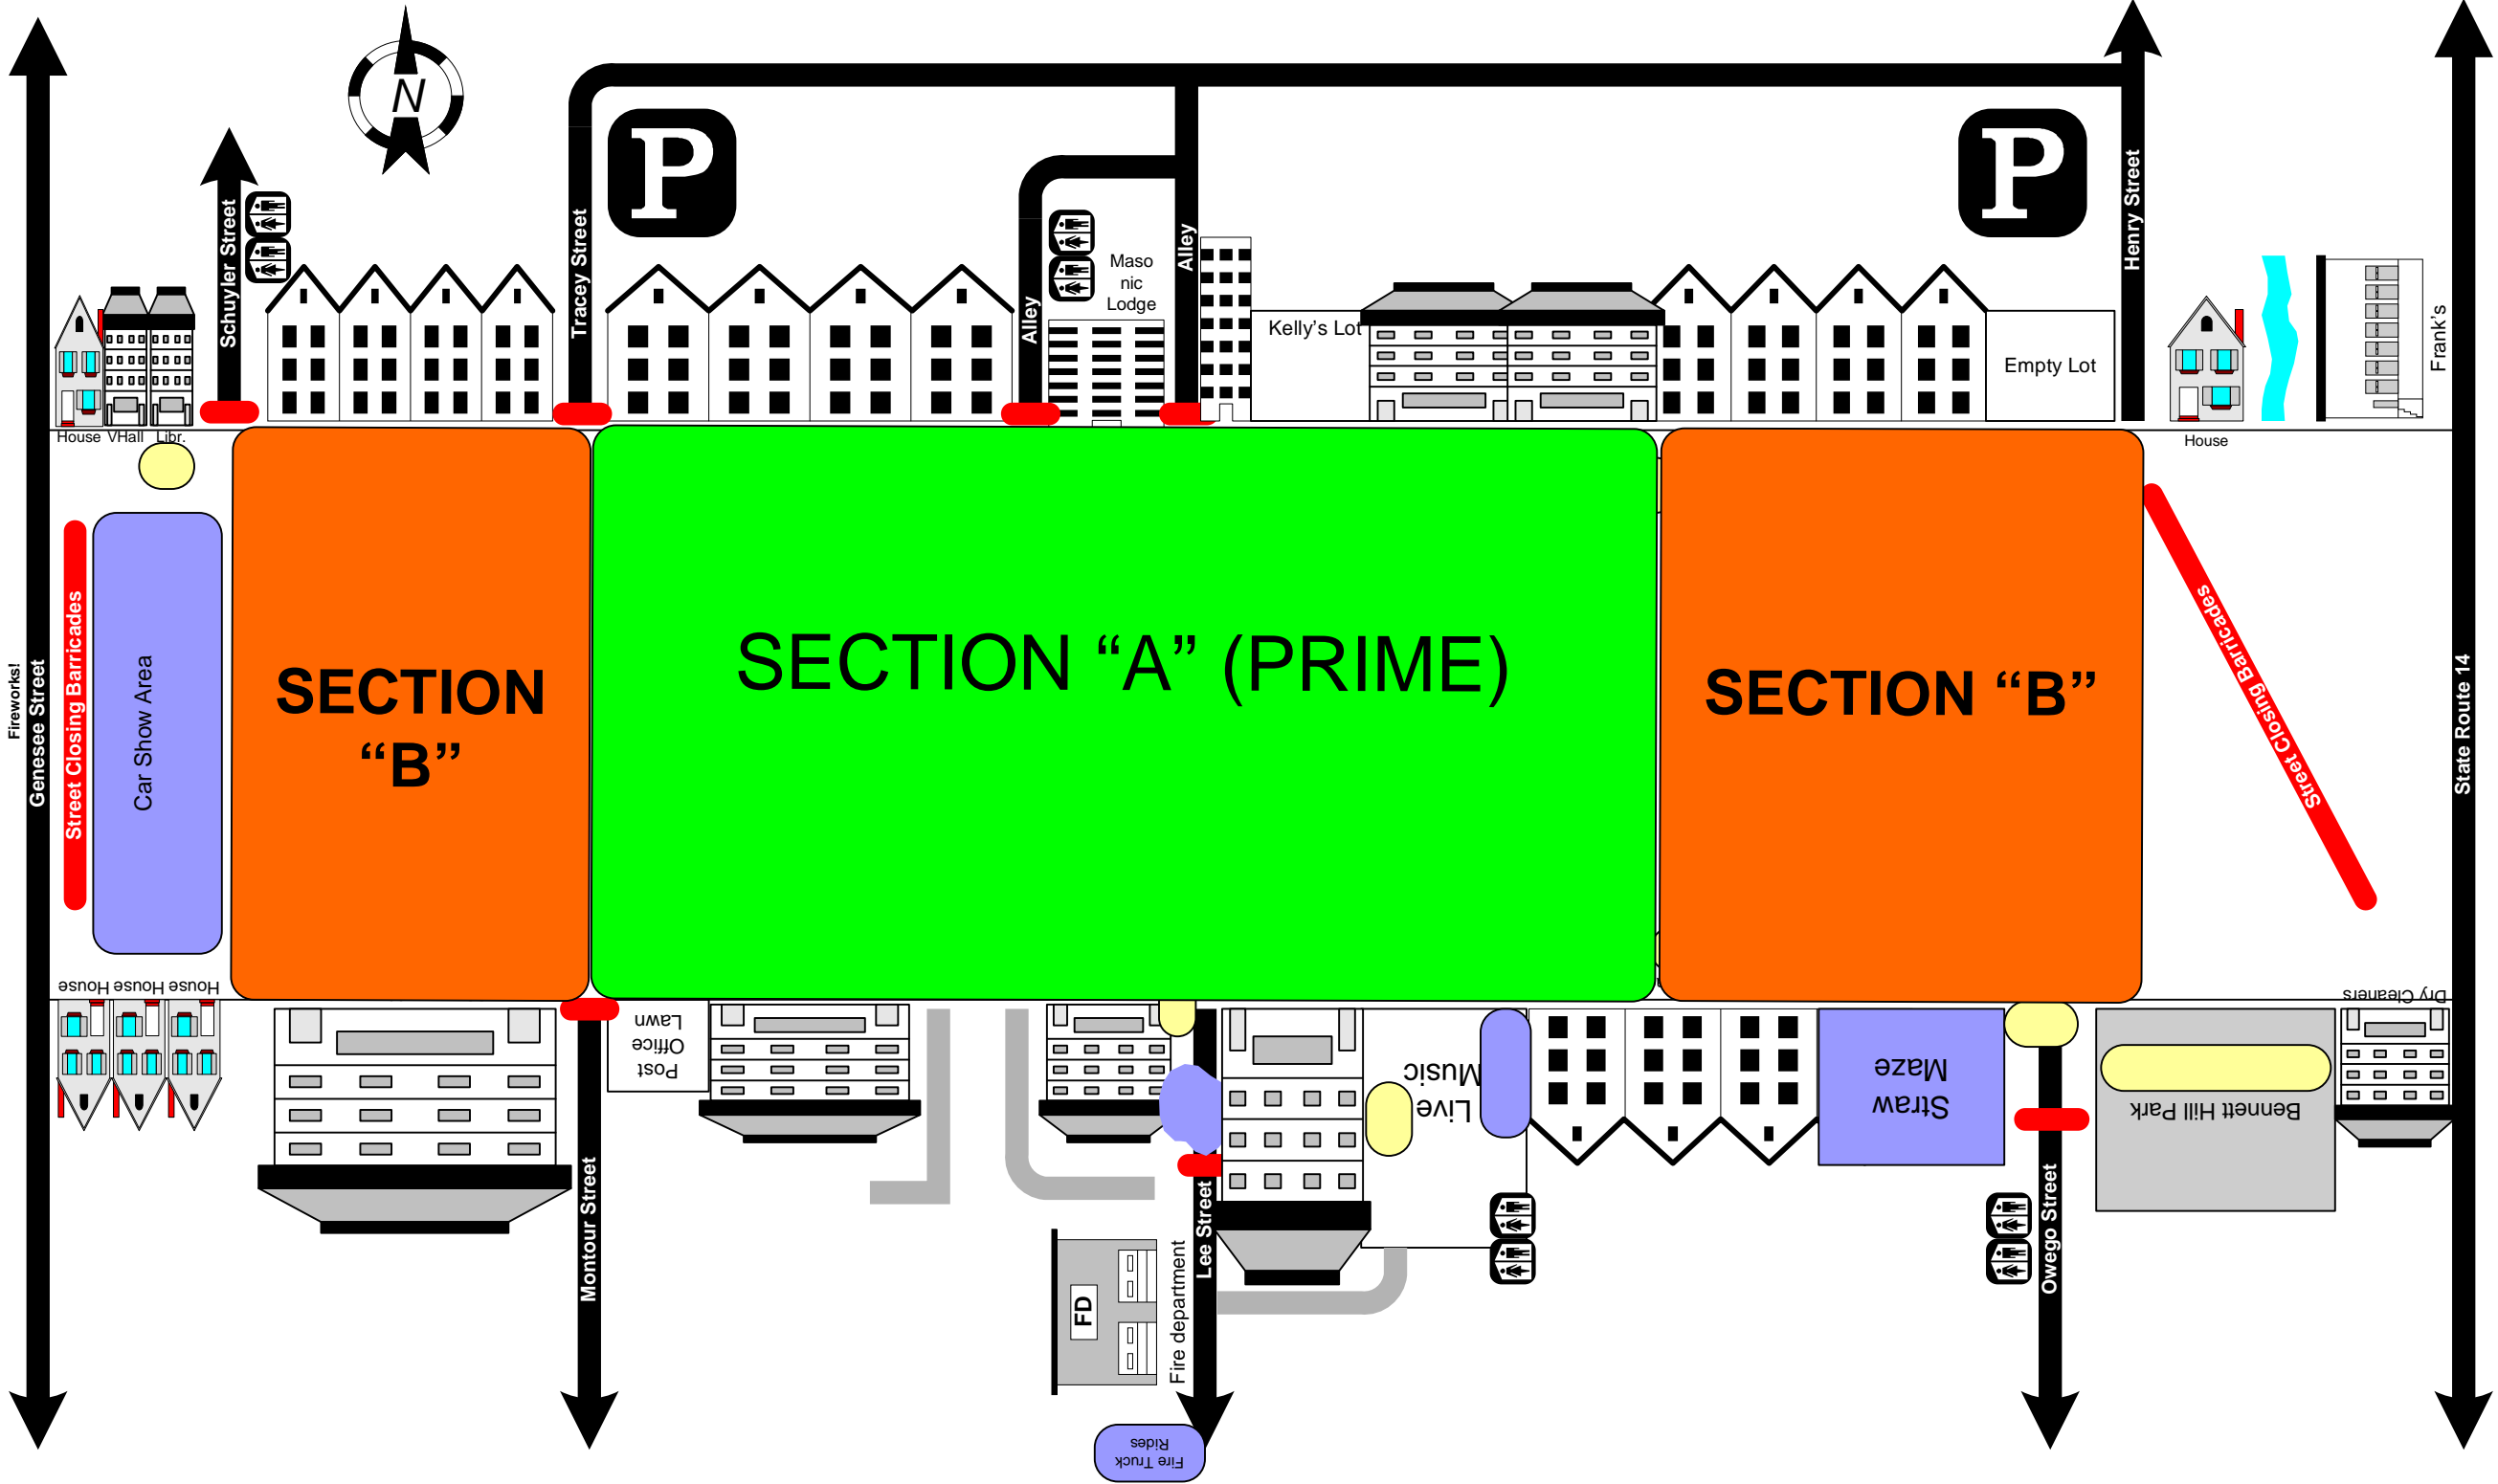 N
P
P
Schuyler Street
Tracey Street
Alley
Maso
nic
Lodge
Alley
Kelly's Lot
Empty Lot
Henry Street
Frank's
House VHall Libr.
House
Fireworks!
Genesee Street
Street Closing Barricades
Car Show Area
SECTION
“B”
SECTION “A” (PRIME)
SECTION “B”
Street Closing Barricades
State Route 14
House House House
Post
Office
Lawn
Montour Street
Live
Music
Straw
Maze
Bennett Hill Park
Dry Cleaners
FD
Fire department
Lee Street
Owego Street
Fire Truck
Rides